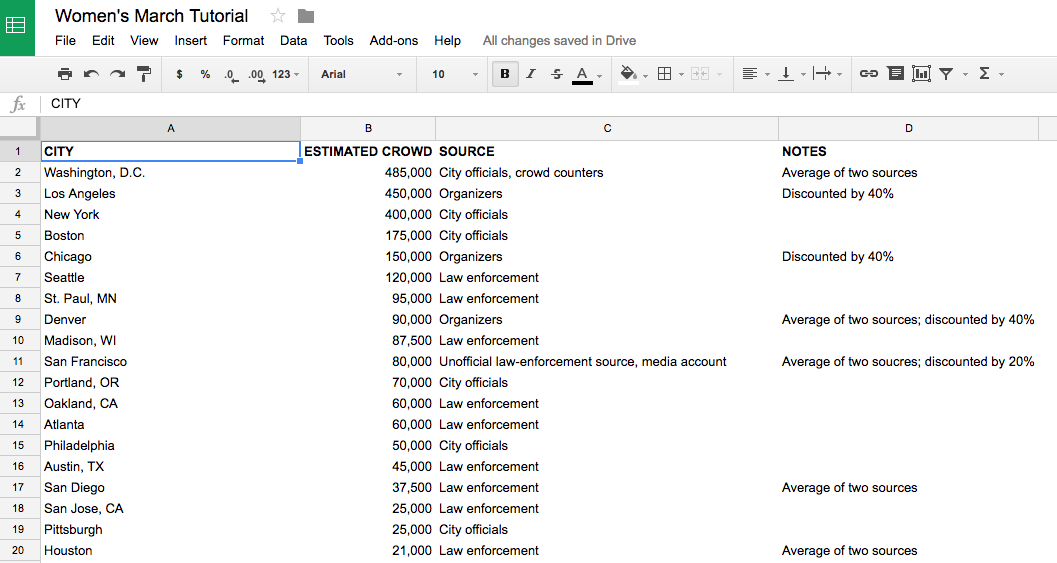 Women's March Tutorial
File Edit View Insert Format Data Tools Add-ons Help All changes saved in Drive
$ % .0 .00 123 Arial 10 B I S A Σ
fx CITY
A B C D
1 CITY ESTIMATED CROWD SOURCE NOTES
2 Washington, D.C. 485,000 City officials, crowd counters Average of two sources
3 Los Angeles 450,000 Organizers Discounted by 40%
4 New York 400,000 City officials
5 Boston 175,000 City officials
6 Chicago 150,000 Organizers Discounted by 40%
7 Seattle 120,000 Law enforcement
8 St. Paul, MN 95,000 Law enforcement
9 Denver 90,000 Organizers Average of two sources; discounted by 40%
10 Madison, WI 87,500 Law enforcement
11 San Francisco 80,000 Unofficial law-enforcement source, media account Average of two soucres; discounted by 20%
12 Portland, OR 70,000 City officials
13 Oakland, CA 60,000 Law enforcement
14 Atlanta 60,000 Law enforcement
15 Philadelphia 50,000 City officials
16 Austin, TX 45,000 Law enforcement
17 San Diego 37,500 Law enforcement Average of two sources
18 San Jose, CA 25,000 Law enforcement
19 Pittsburgh 25,000 City officials
20 Houston 21,000 Law enforcement Average of two sources